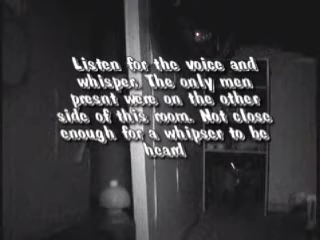 Listen for the voice and
whisper. The only men
presnt were on the other
side of this room. Not close
enough for a whipser to be
heard